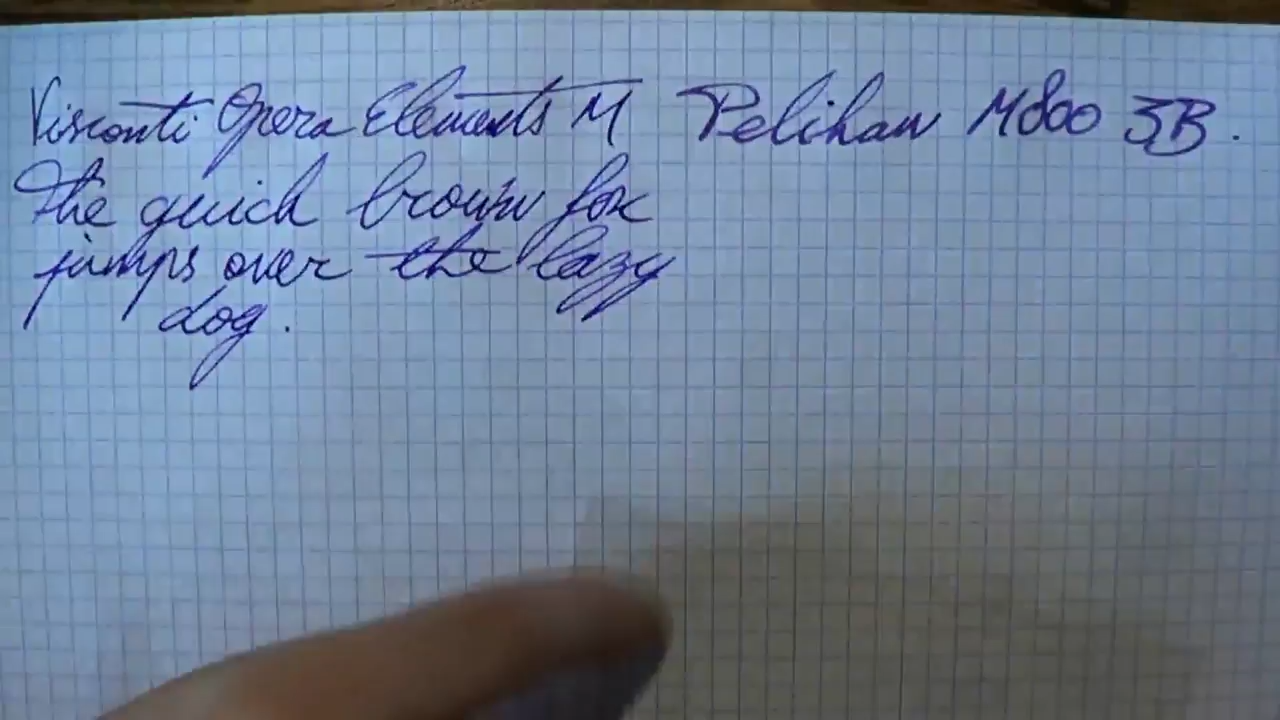 Visconti Opera Elements M Pelikan M800 3B.
The quick brown fox
jumps over the lazy
dog.